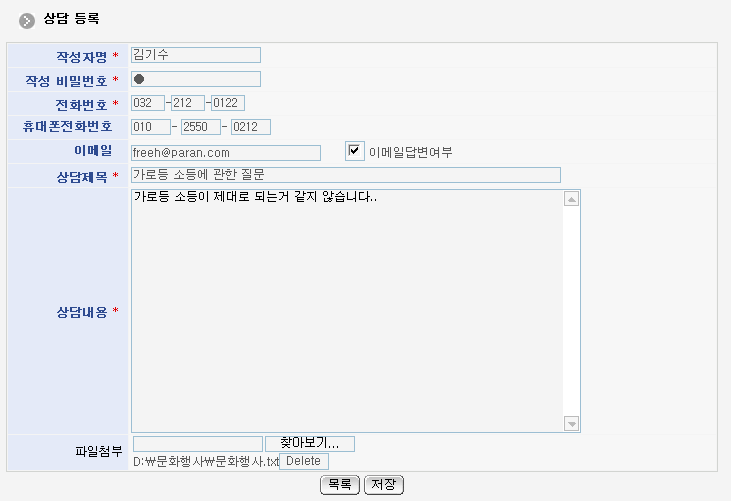 상담 등록
작성자명 * 김기수
작성 비밀번호 * ●
전화번호 * 032 - 212 - 0122
휴대폰전화번호 010 - 2550 - 0212
이메일 freeh@paran.com 이메일답변여부
상담제목 * 가로등 소등에 관한 질문
가로등 소등이 제대로 되는거 같지 않습니다..
상담내용 *
파일첨부 찾아보기...
D:₩문화행사₩문화행사.txt Delete
목록 저장